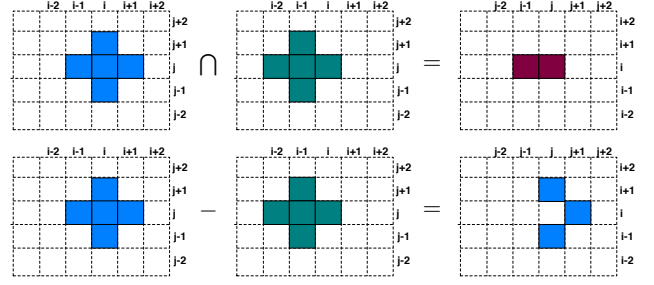 i-2 i-1 i i+1 i+2 i-2 i-1 i i+1 i+2 j-2 j-1 j j+1 j+2
j+2 j+2 i+2
j+1 j+1 i+1
j ∩ j = i
j-1 j-1 i-1
j-2 j-2 i-2
i-2 i-1 i i+1 i+2 i-2 i-1 i i+1 i+2 j-2 j-1 j j+1 j+2
j+2 j+2 i+2
j+1 j+1 i+1
j − j = i
j-1 j-1 i-1
j-2 j-2 i-2